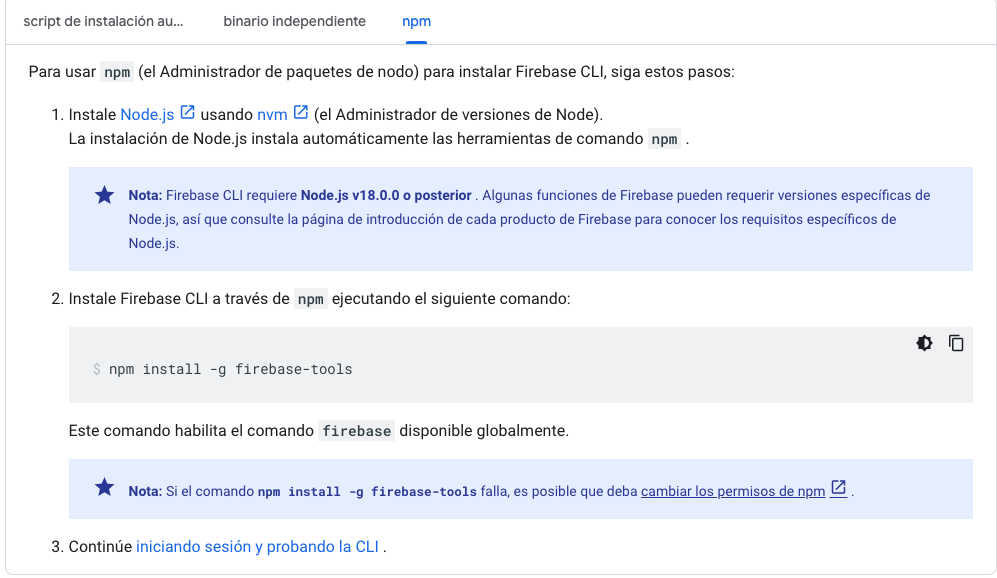 script de instalación au... binario independiente npm
Para usar npm (el Administrador de paquetes de nodo) para instalar Firebase CLI, siga estos pasos:
1. Instale Node.js usando nvm (el Administrador de versiones de Node).
La instalación de Node.js instala automáticamente las herramientas de comando npm .
Nota: Firebase CLI requiere Node.js v18.0.0 o posterior . Algunas funciones de Firebase pueden requerir versiones específicas de
Node.js, así que consulte la página de introducción de cada producto de Firebase para conocer los requisitos específicos de
Node.js.
2. Instale Firebase CLI a través de npm ejecutando el siguiente comando:
$ npm install -g firebase-tools
Este comando habilita el comando firebase disponible globalmente.
Nota: Si el comando npm install -g firebase-tools falla, es posible que deba cambiar los permisos de npm .
3. Continúe iniciando sesión y probando la CLI .